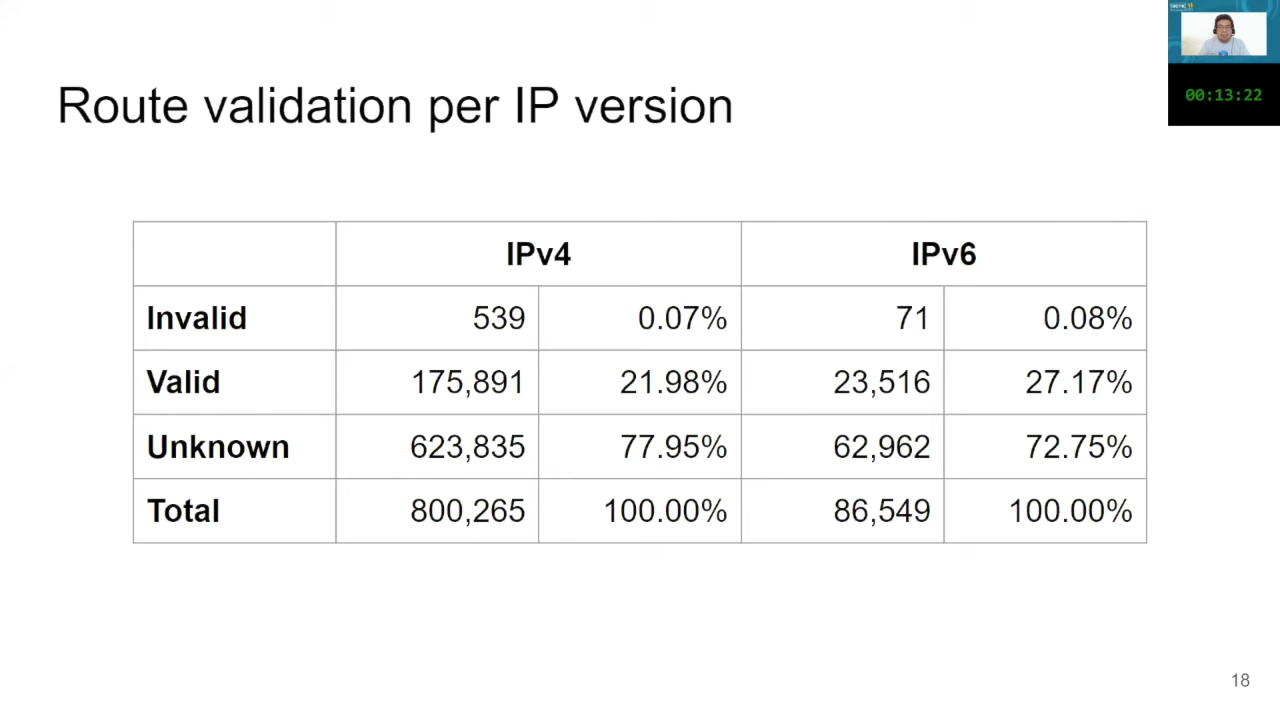 Route validation per IP version
00:13:22
IPv4 IPv6
Invalid 539 0.07% 71 0.08%
Valid 175,891 21.98% 23,516 27.17%
Unknown 623,835 77.95% 62,962 72.75%
Total 800,265 100.00% 86,549 100.00%
18